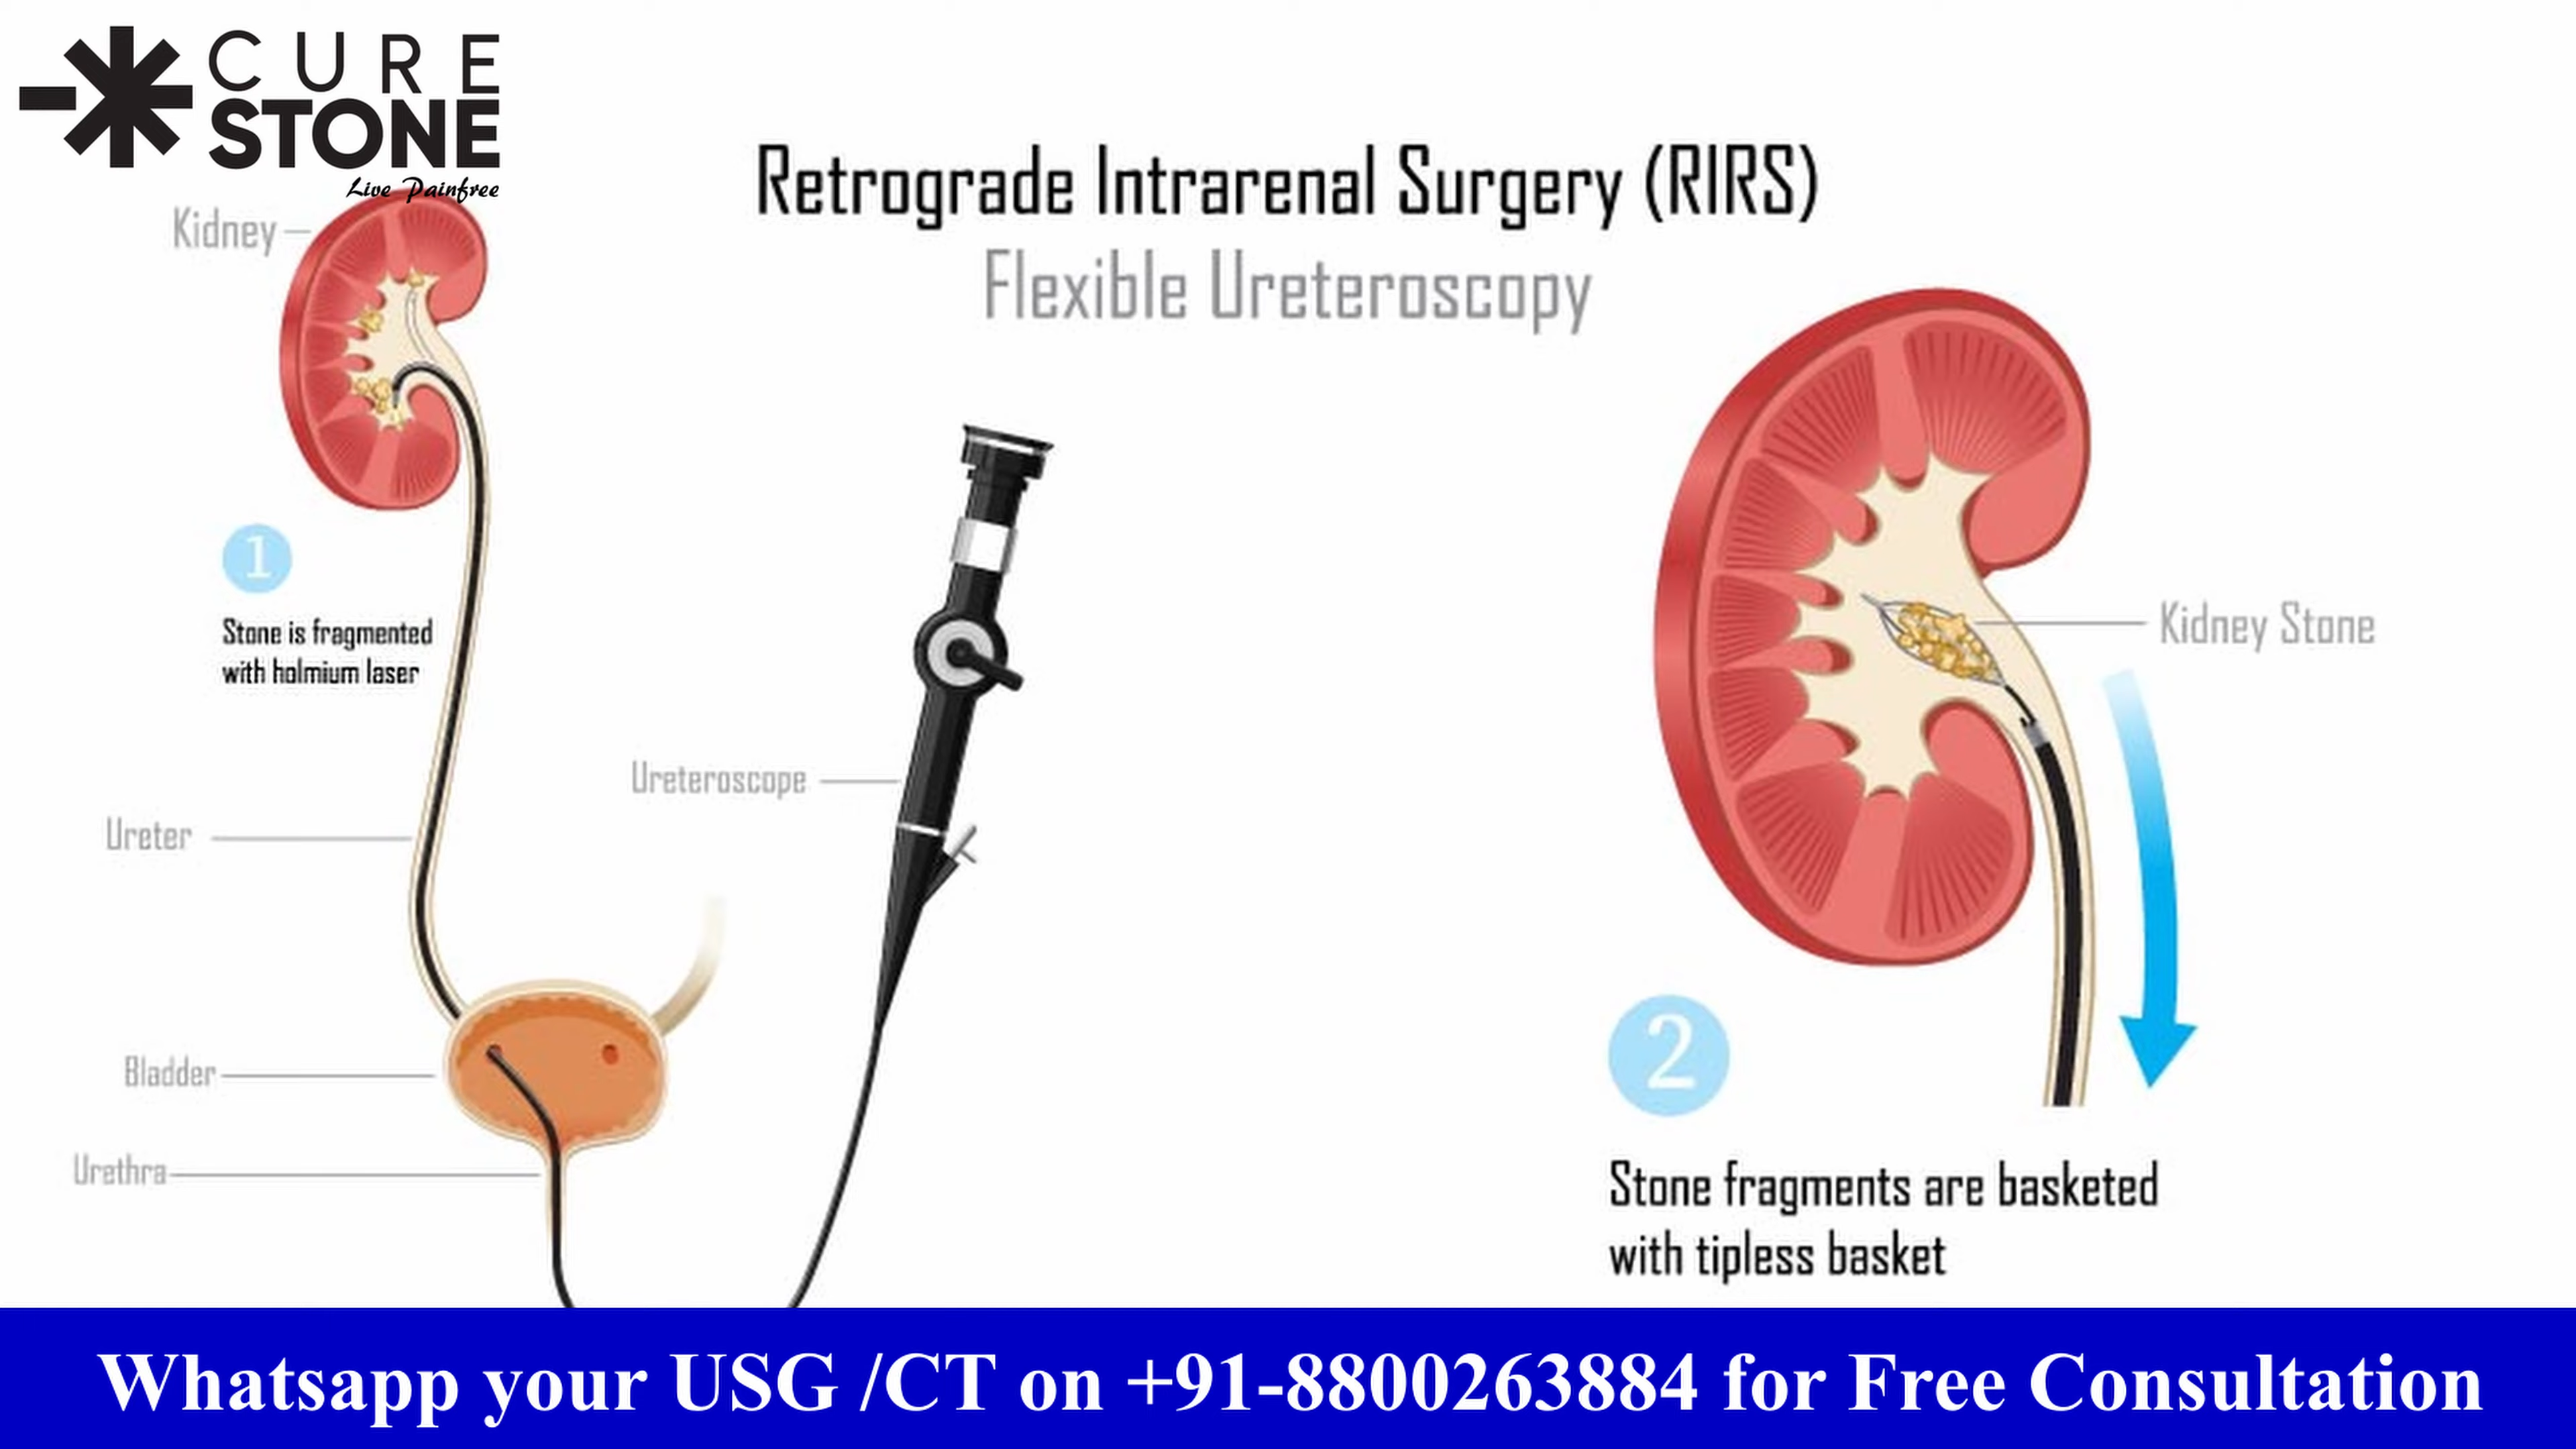 CURE
STONE
Live Painfree
Retrograde Intrarenal Surgery (RIRS)
Flexible Ureteroscopy
Kidney
1
Stone is fragmented
with holmium laser
Ureteroscope
Ureter
Bladder
Urethra
Kidney Stone
2
Stone fragments are basketed
with tipless basket
Whatsapp your USG /CT on +91-8800263884 for Free Consultation